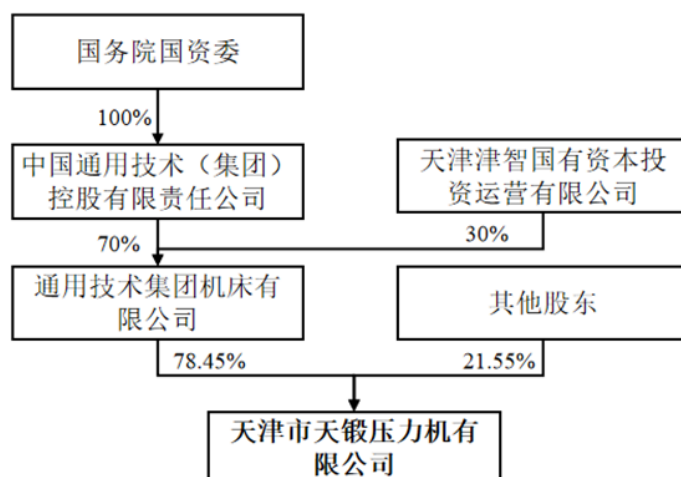 国务院国资委
100%
中国通用技术（集团）
控股有限责任公司
天津津智国有资本投
资运营有限公司
70%
30%
通用技术集团机床有
限公司
其他股东
78.45%
21.55%
天津市天锻压力机有
限公司